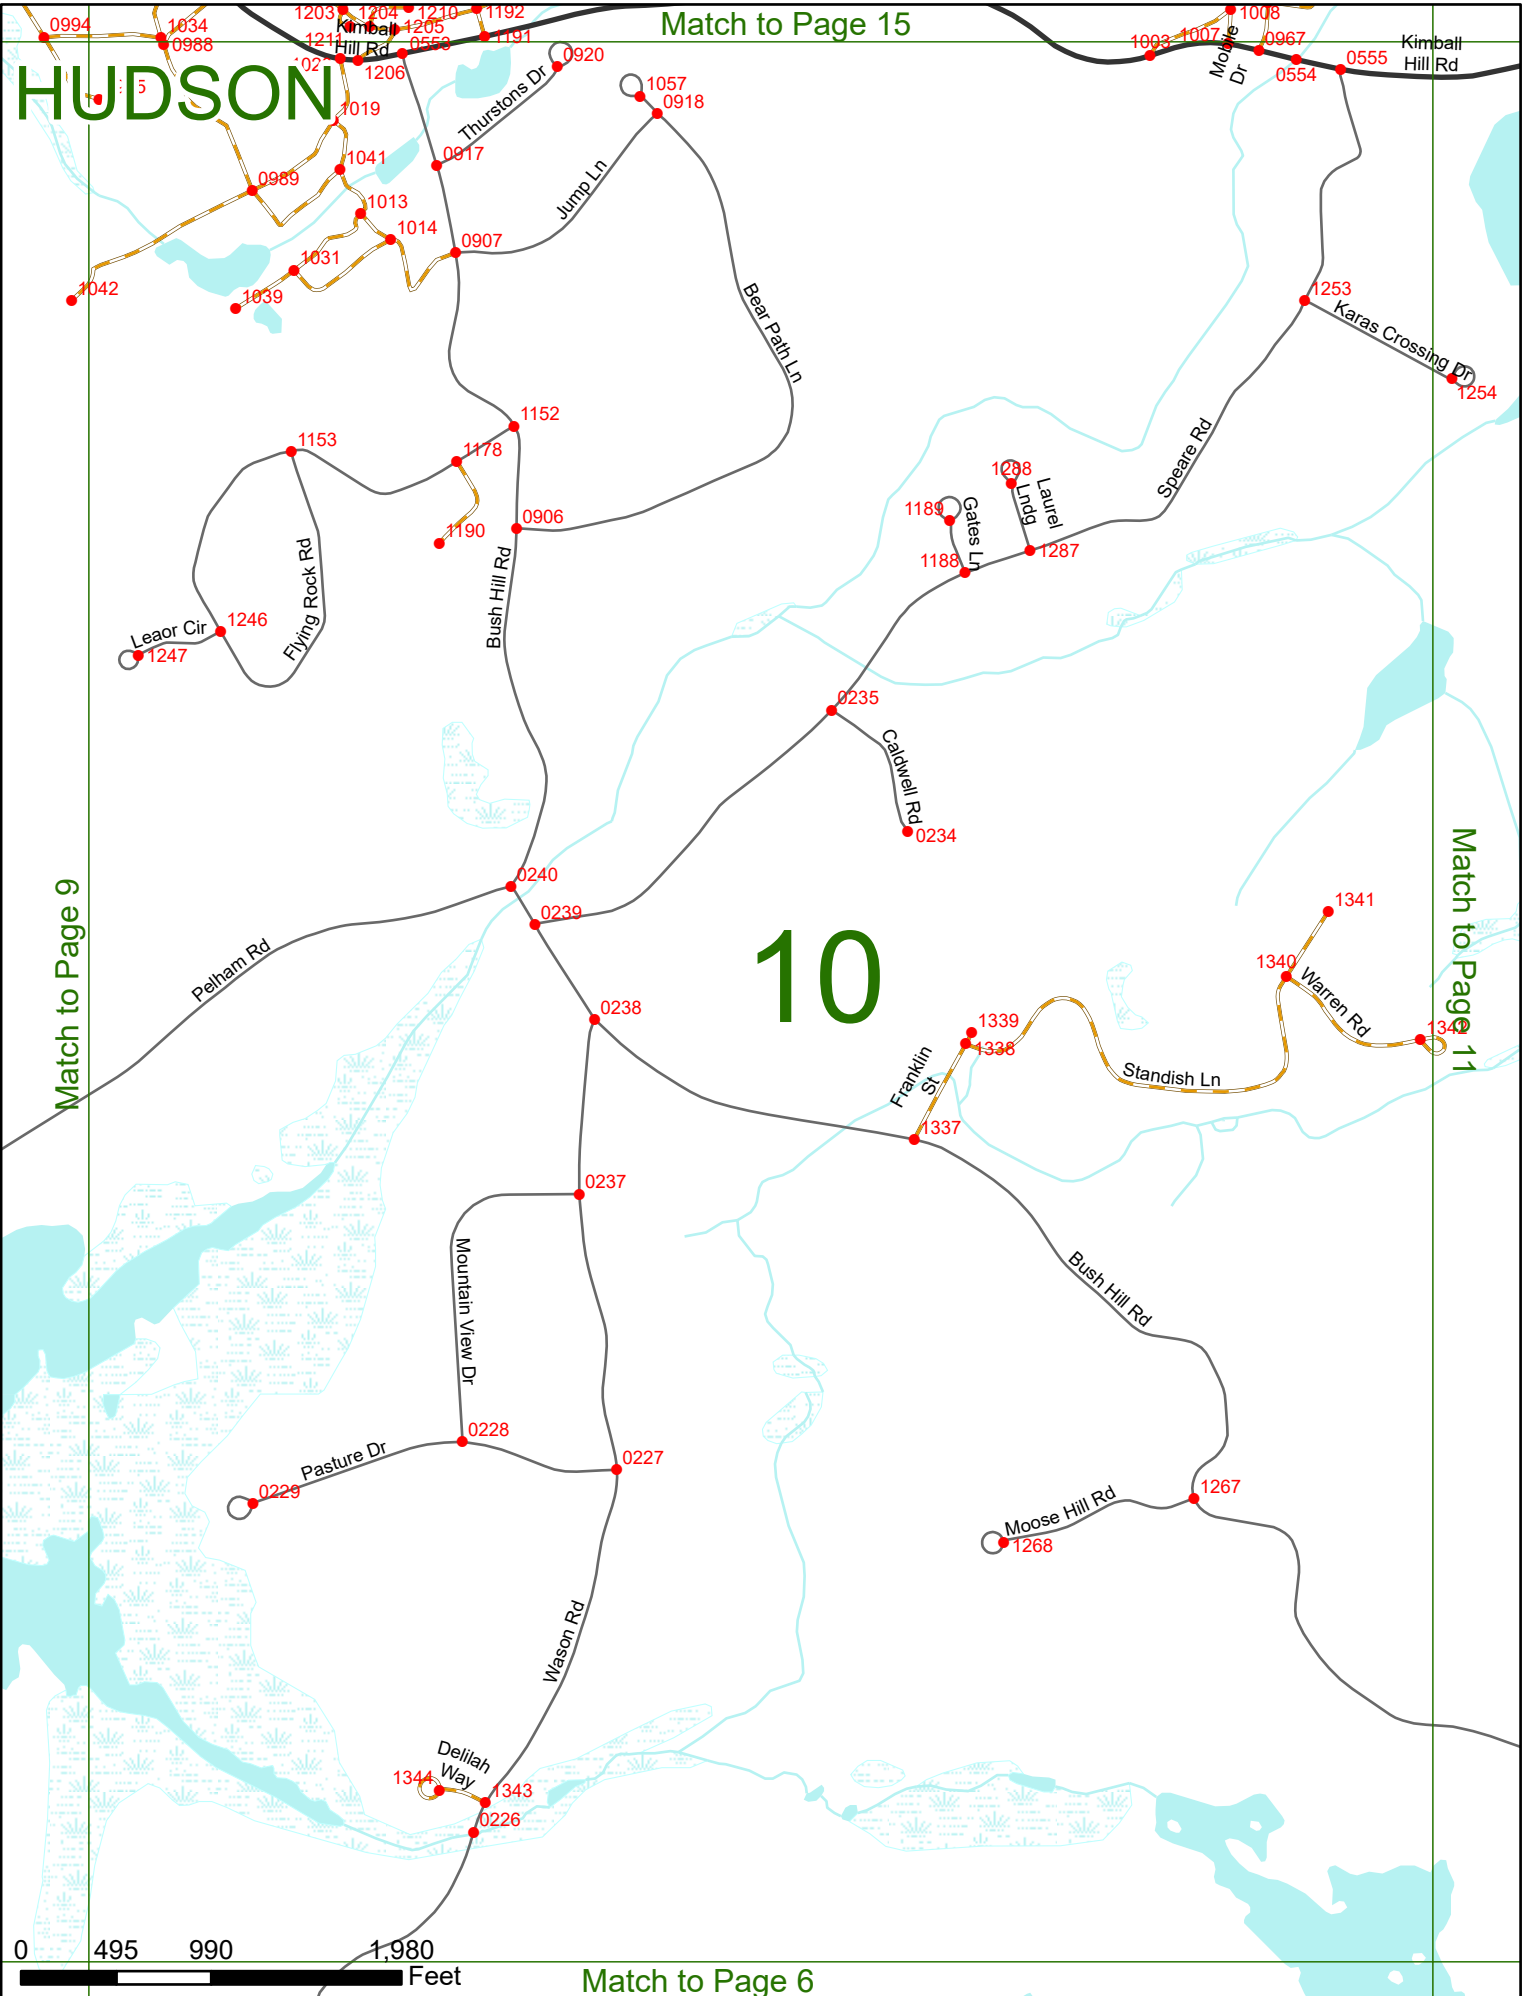 Match to Page 15
HUDSON
0994
1034
0988
1203
1204
1210
1192
1205
1191
1211
Kimball
Hill Rd
0553
1206
1019
1041
0989
1013
1014
1031
1042
1039
0917
Thurstons Dr
0920
1057
0918
Jump Ln
0907
Bear Path Ln
1003
1007
1008
Mobile
Dr
0967
0554
0555
Kimball
Hill Rd
1253
Karas Crossing Dr
1254
Speare Rd
1152
1153
1178
1190
0906
Bush Hill Rd
Flying Rock Rd
Leaor Cir
1246
1247
1288
Laurel
Lndg
1287
1189
Gates Ln
1188
0235
Caldwell Rd
0234
0240
0239
Pelham Rd
Match to Page 9
10
Match to Page 11
0238
1341
1340
Warren Rd
1342
1339
1338
Franklin
St
Standish Ln
1337
0237
Mountain View Dr
Bush Hill Rd
0228
0227
Pasture Dr
0229
1267
Moose Hill Rd
1268
Wason Rd
Delilah
Way
1344
1343
0226
0 495 990 1,980
Feet
Match to Page 6